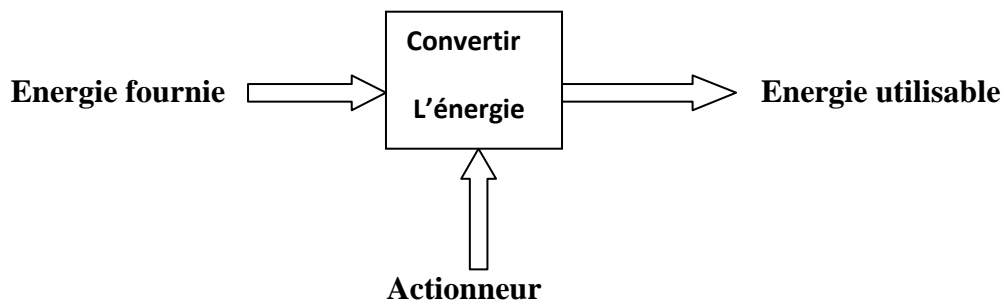 Convertir
Energie fournie
L'énergie
Energie utilisable
Actionneur